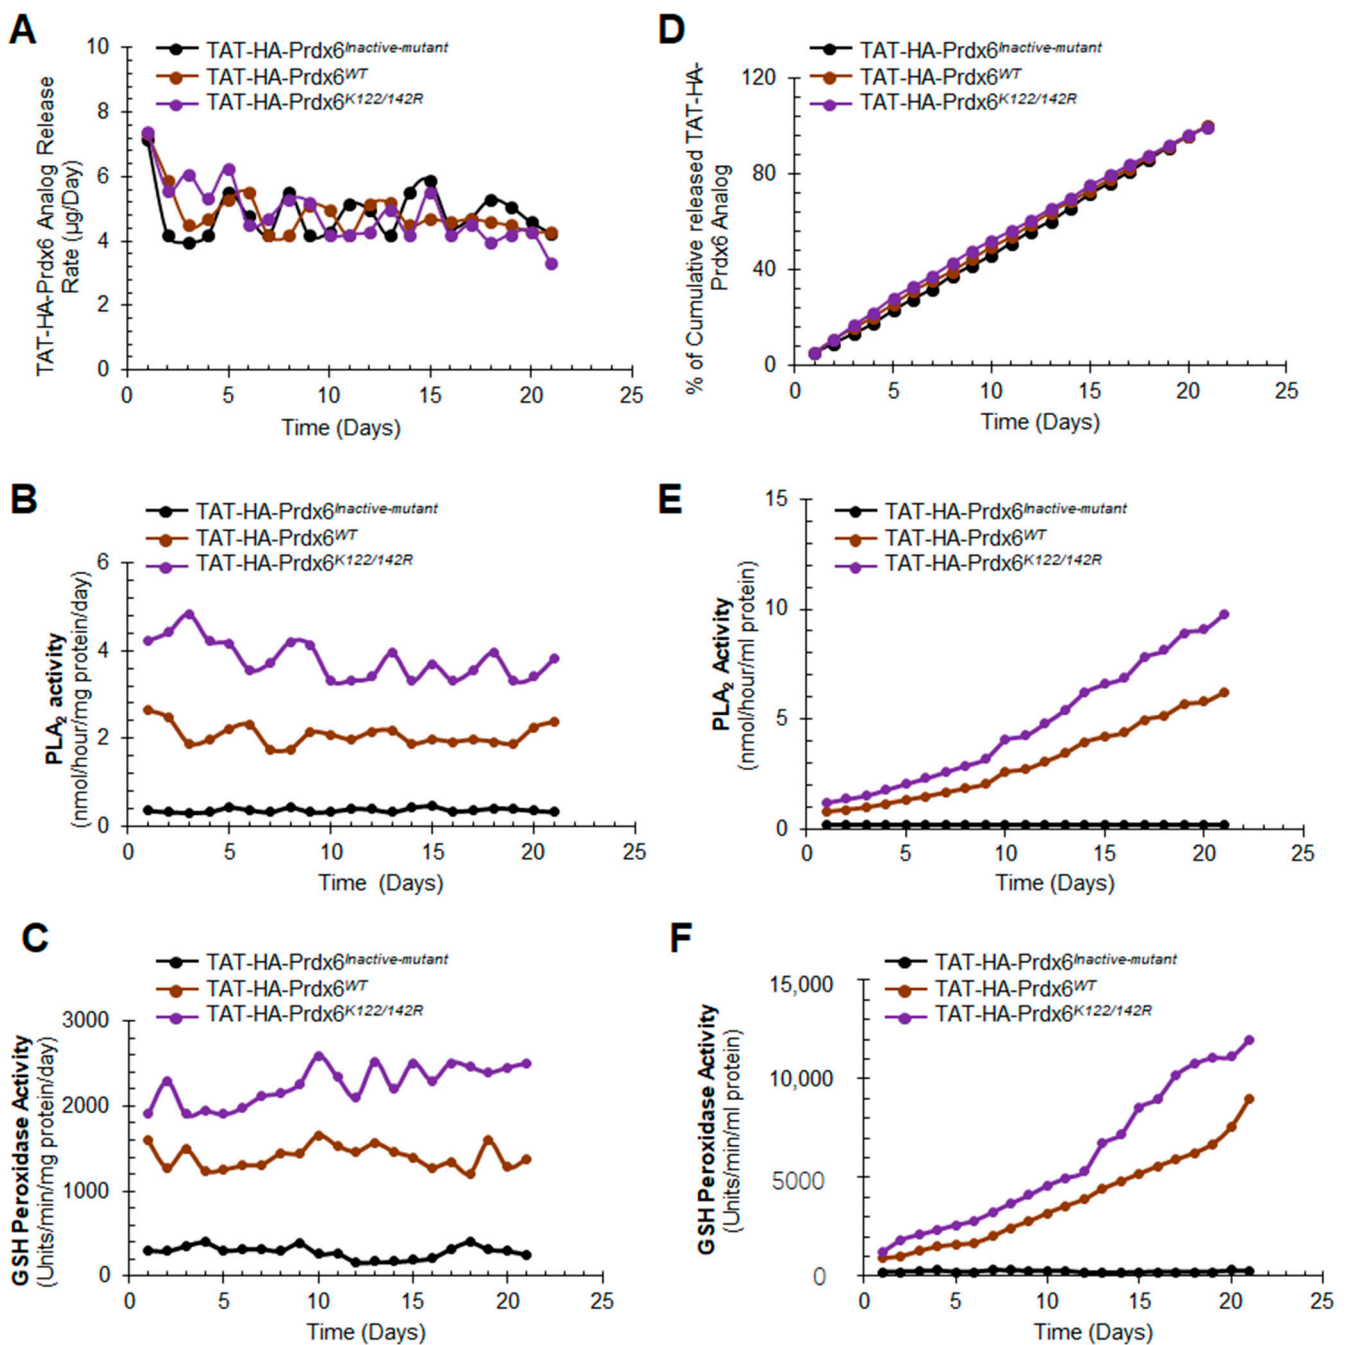 A
TAT-HA-Prdx6Inactive-mutant
TAT-HA-Prdx6WT
TAT-HA-Prdx6K122/142R
TAT-HA-Prdx6 Analog Release
Rate (µg/Day)
10
8
6
4
2
0
0 5 10 15 20 25
Time (Days)
D
TAT-HA-Prdx6Inactive-mutant
TAT-HA-Prdx6WT
TAT-HA-Prdx6K122/142R
% of Cumulative released TAT-HA-
Prdx6 Analog
120
80
40
0
0 5 10 15 20 25
Time (Days)
B
TAT-HA-Prdx6Inactive-mutant
TAT-HA-Prdx6WT
TAT-HA-Prdx6K122/142R
PLA2 activity
(nmol/hour/mg protein/day)
6
4
2
0
0 5 10 15 20 25
Time (Days)
E
TAT-HA-Prdx6Inactive-mutant
TAT-HA-Prdx6WT
TAT-HA-Prdx6K122/142R
PLA2 Activity
(nmol/hour/ml protein)
15
10
5
0
0 5 10 15 20 25
Time (Days)
C
TAT-HA-Prdx6Inactive-mutant
TAT-HA-Prdx6WT
TAT-HA-Prdx6K122/142R
GSH Peroxidase Activity
(Units/min/mg protein/day)
3000
2000
1000
0
0 5 10 15 20 25
Time (Days)
F
TAT-HA-Prdx6Inactive-mutant
TAT-HA-Prdx6WT
TAT-HA-Prdx6K122/142R
GSH Peroxidase Activity
(Units/min/ml protein)
15,000
10,000
5000
0
0 5 10 15 20 25
Time (Days)